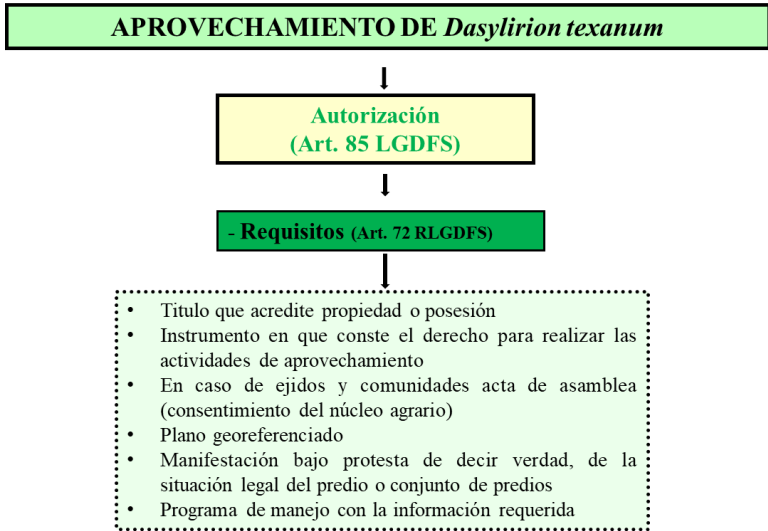 APROVECHAMIENTO DE Dasylirion texanum
Autorización
(Art. 85 LGDFS)
- Requisitos (Art. 72 RLGDFS)
• Titulo que acredite propiedad o posesión
• Instrumento en que conste el derecho para realizar las
actividades de aprovechamiento
• En caso de ejidos y comunidades acta de asamblea
(consentimiento del núcleo agrario)
• Plano georeferenciado
• Manifestación bajo protesta de decir verdad, de la
situación legal del predio o conjunto de predios
• Programa de manejo con la información requerida